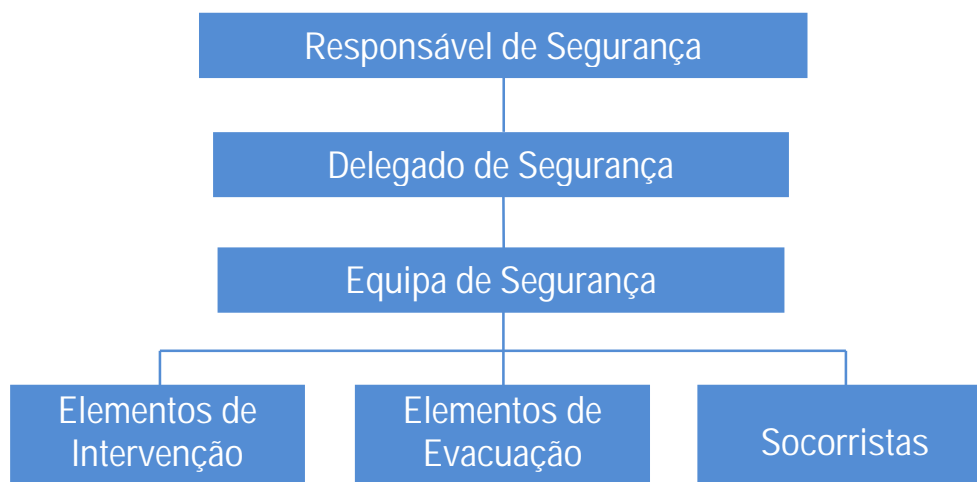 Responsável de Segurança
Delegado de Segurança
Equipa de Segurança
Elementos de
Intervenção
Elementos de
Evacuação
Socorristas